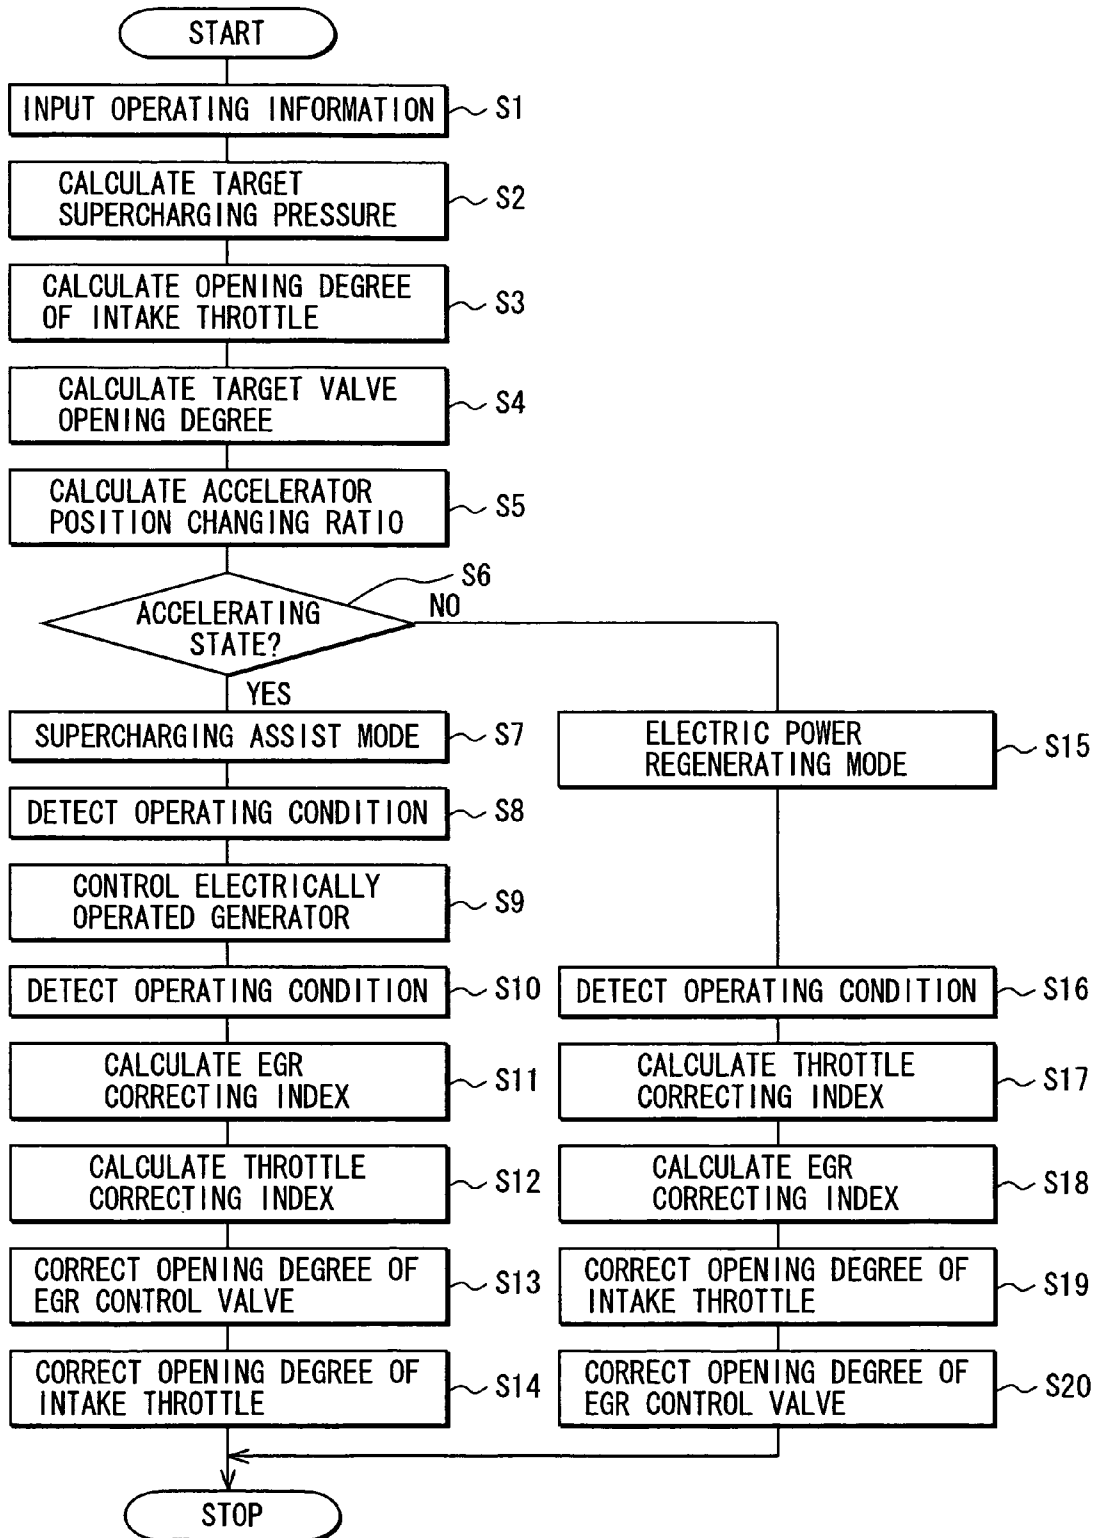 START
INPUT OPERATING INFORMATION
S1
CALCULATE TARGET
SUPERCHARGING PRESSURE
S2
CALCULATE OPENING DEGREE
OF INTAKE THROTTLE
S3
CALCULATE TARGET VALVE
OPENING DEGREE
S4
CALCULATE ACCELERATOR
POSITION CHANGING RATIO
S5
S6
ACCELERATING
STATE?
NO
YES
SUPERCHARGING ASSIST MODE
S7
DETECT OPERATING CONDITION
S8
CONTROL ELECTRICALLY
OPERATED GENERATOR
S9
DETECT OPERATING CONDITION
S10
CALCULATE EGR
CORRECTING INDEX
S11
CALCULATE THROTTLE
CORRECTING INDEX
S12
CORRECT OPENING DEGREE OF
EGR CONTROL VALVE
S13
CORRECT OPENING DEGREE OF
INTAKE THROTTLE
S14
ELECTRIC POWER
REGENERATING MODE
S15
DETECT OPERATING CONDITION
S16
CALCULATE THROTTLE
CORRECTING INDEX
S17
CALCULATE EGR
CORRECTING INDEX
S18
CORRECT OPENING DEGREE OF
INTAKE THROTTLE
S19
CORRECT OPENING DEGREE OF
EGR CONTROL VALVE
S20
STOP